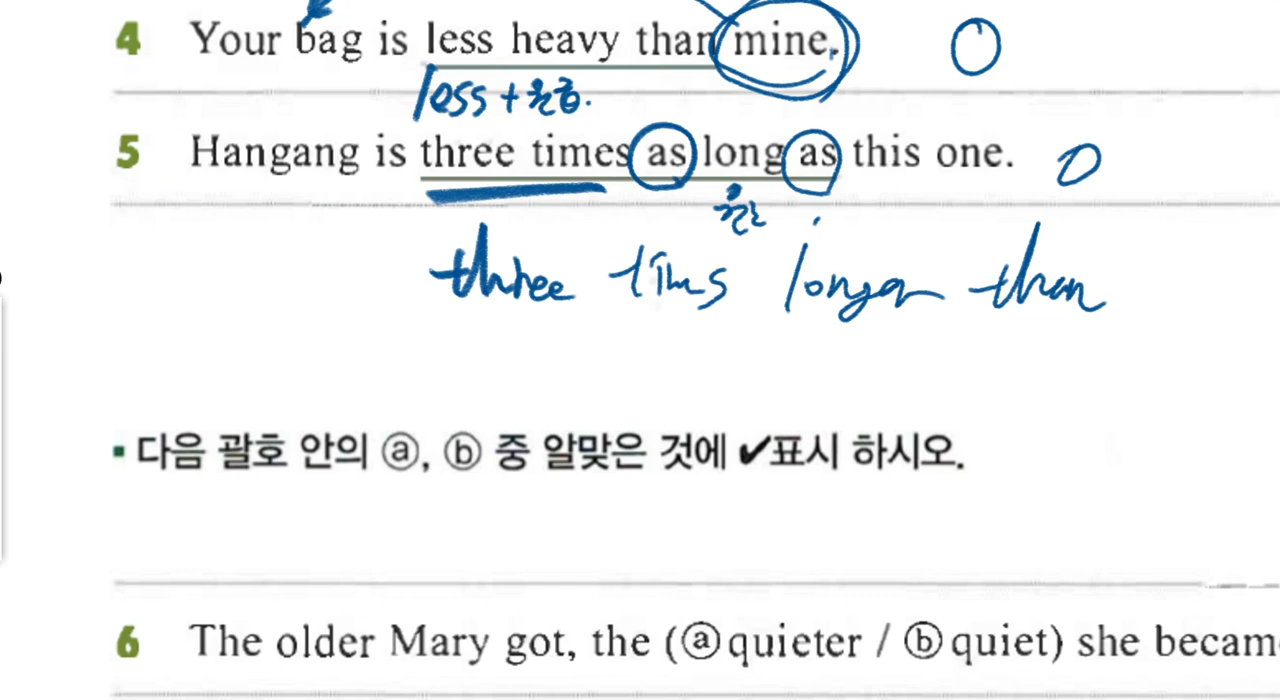 4 Your bag is less heavy than mine. O
less + 원급.
5 Hangang is three times as long as this one. O
three times longer than
▪ 다음 괄호 안의 ⓐ, ⓑ 중 알맞은 것에 ✔표시 하시오.
6 The older Mary got, the (ⓐ quieter / ⓑ quiet) she becam